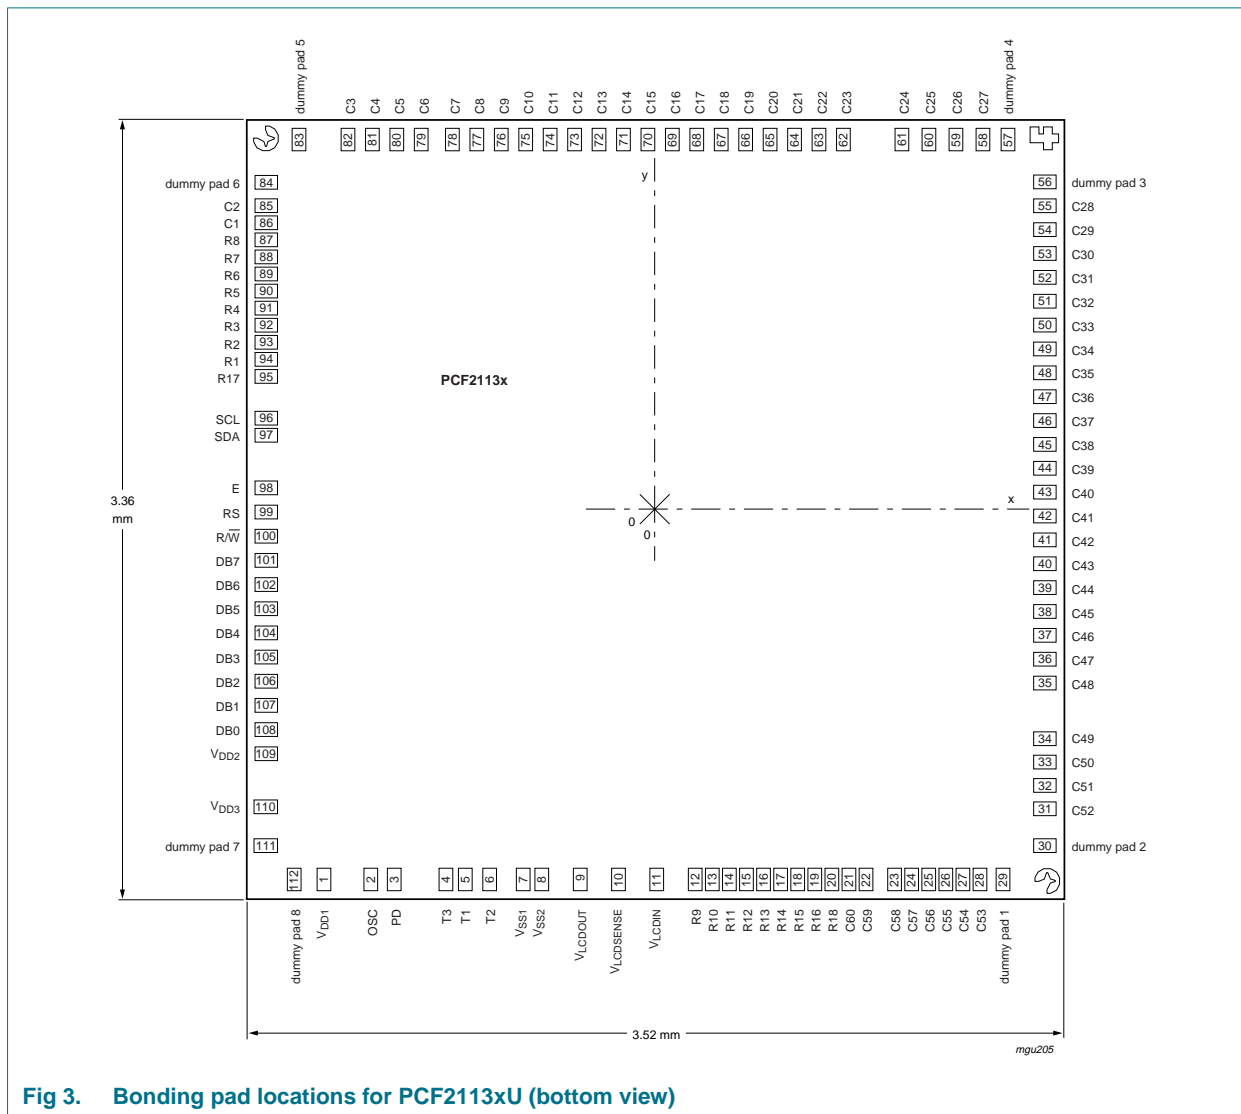 dummy pad 5
C3
C4
C5
C6
C7
C8
C9
C10
C11
C12
C13
C14
C15
C16
C17
C18
C19
C20
C21
C22
C23
C24
C25
C26
C27
dummy pad 4
83
82
81
80
79
78
77
76
75
74
73
72
71
70
69
68
67
66
65
64
63
62
61
60
59
58
57
dummy pad 6 84
C2 85
C1 86
R8 87
R7 88
R6 89
R5 90
R4 91
R3 92
R2 93
R1 94
R17 95
SCL 96
SDA 97
E 98
RS 99
R/W̅ 100
DB7 101
DB6 102
DB5 103
DB4 104
DB3 105
DB2 106
DB1 107
DB0 108
VDD2 109
VDD3 110
dummy pad 7 111
3.36
mm
y
PCF2113x
x
0
0
56 dummy pad 3
55 C28
54 C29
53 C30
52 C31
51 C32
50 C33
49 C34
48 C35
47 C36
46 C37
45 C38
44 C39
43 C40
42 C41
41 C42
40 C43
39 C44
38 C45
37 C46
36 C47
35 C48
34 C49
33 C50
32 C51
31 C52
30 dummy pad 2
112
1
2
3
4
5
6
7
8
9
10
11
12
13
14
15
16
17
18
19
20
21
22
23
24
25
26
27
28
29
dummy pad 8
VDD1
OSC
PD
T3
T1
T2
VSS1
VSS2
VLCDOUT
VLCDSENSE
VLCDIN
R9
R10
R11
R12
R13
R14
R15
R16
R18
C60
C59
C58
C57
C56
C55
C54
C53
dummy pad 1
3.52 mm
mgu205
Fig 3. Bonding pad locations for PCF2113xU (bottom view)